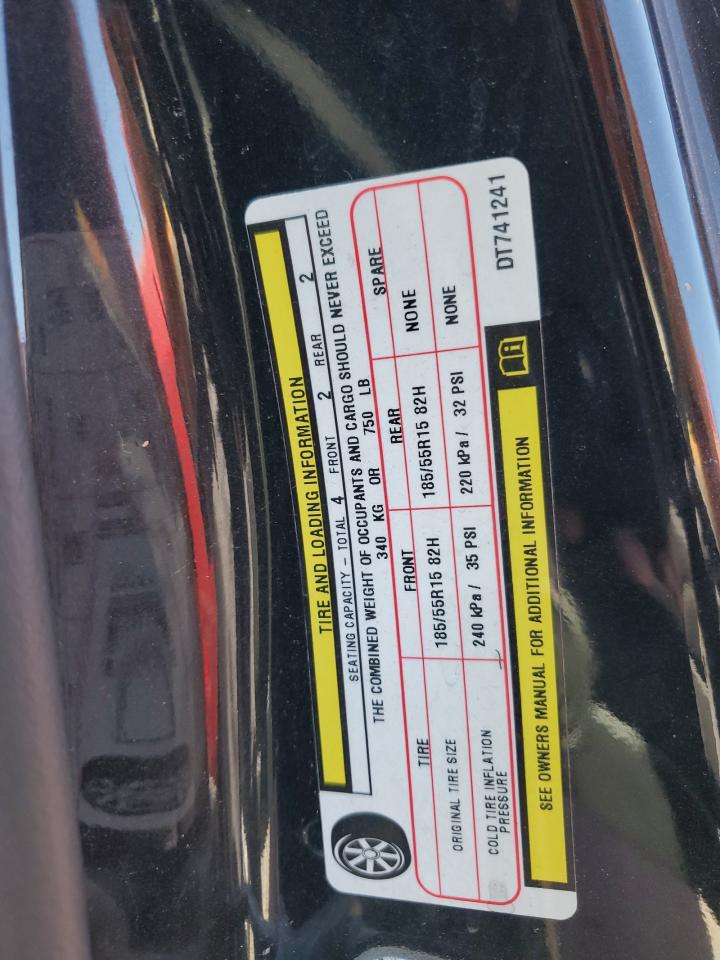 TIRE AND LOADING INFORMATION
SEATING CAPACITY - TOTAL 4 FRONT 2 REAR 2
THE COMBINED WEIGHT OF OCCUPANTS AND CARGO SHOULD NEVER EXCEED
340 KG OR 750 LB
TIRE FRONT REAR SPARE
ORIGINAL TIRE SIZE 185/55R15 82H 185/55R15 82H NONE
COLD TIRE INFLATION PRESSURE 240 kPa / 35 PSI 220 kPa / 32 PSI NONE
SEE OWNERS MANUAL FOR ADDITIONAL INFORMATION
DT741241